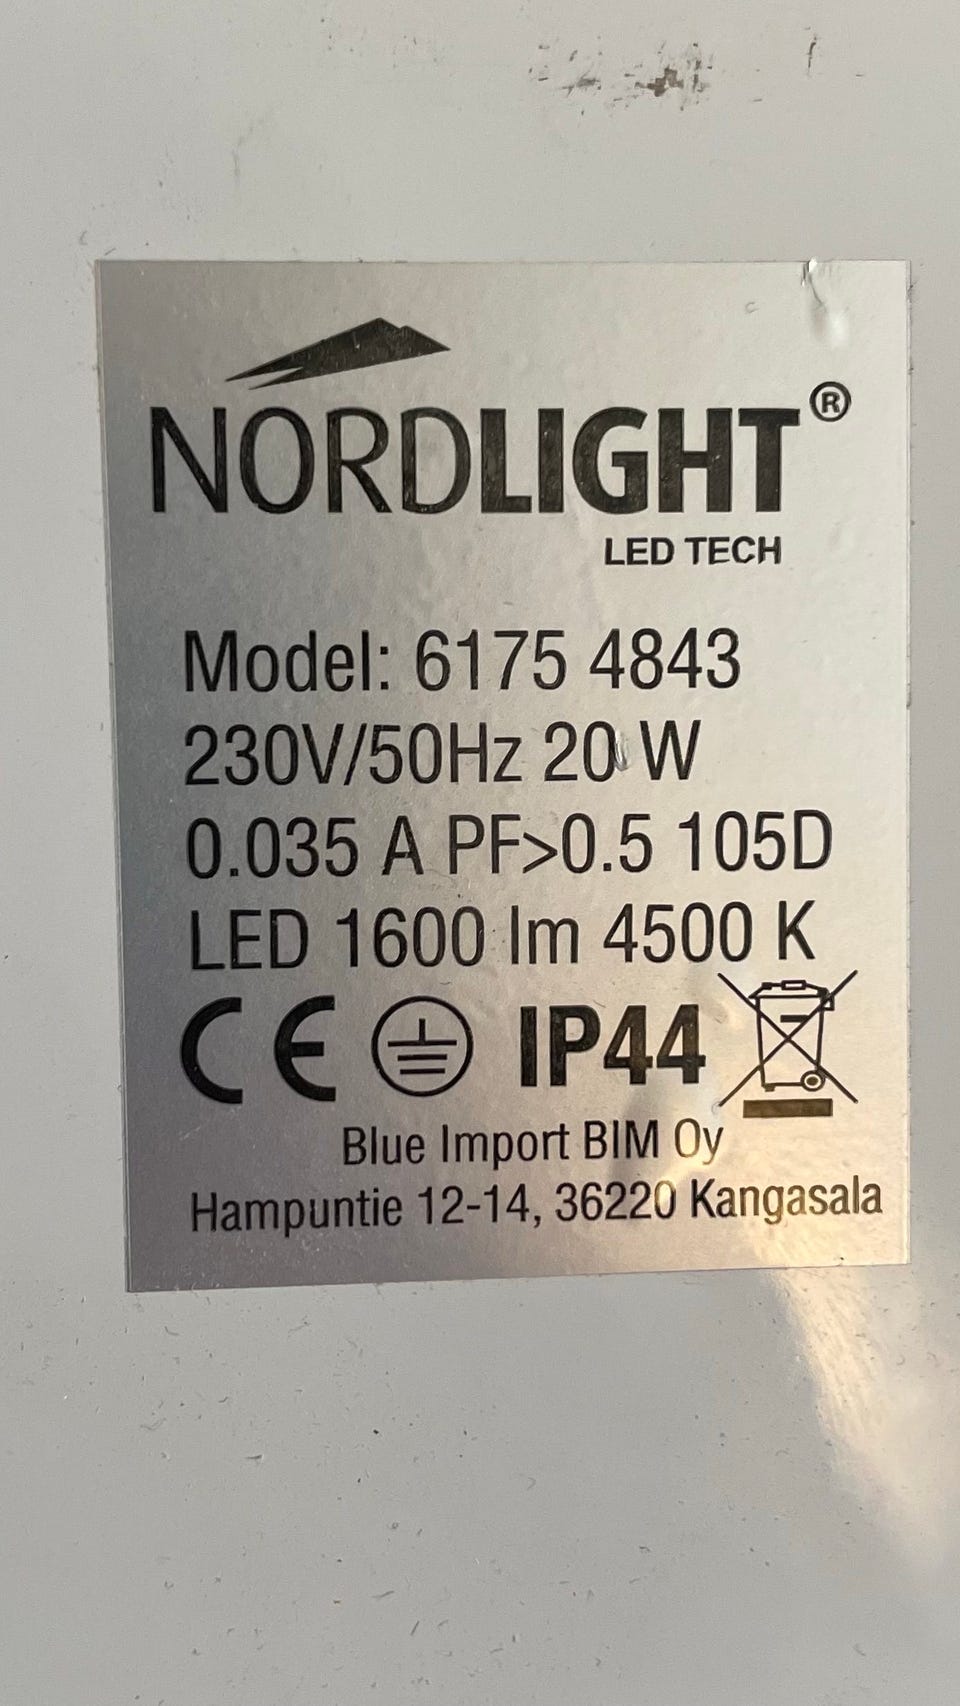 NORDLIGHT®
LED TECH
Model: 6175 4843
230V/50Hz 20 W
0.035 A PF>0.5 105D
LED 1600 lm 4500 K
CE IP44
Blue Import BIM Oy
Hampuntie 12-14, 36220 Kangasala